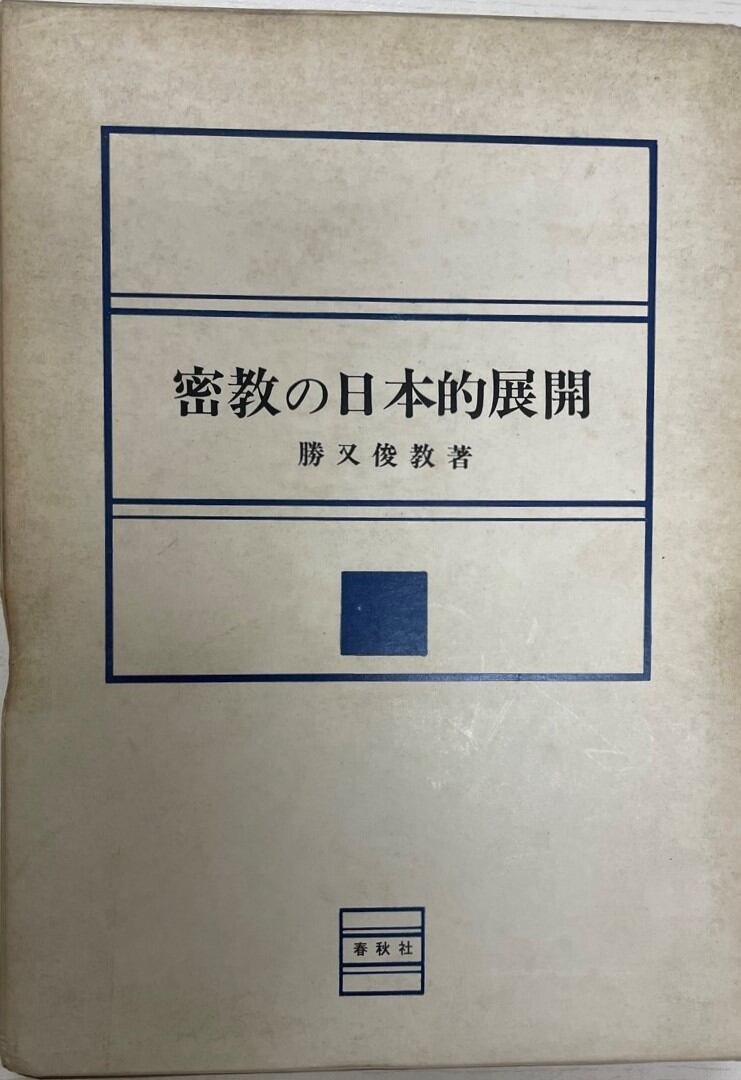 密教の日本的展開
勝又俊教著
春秋社